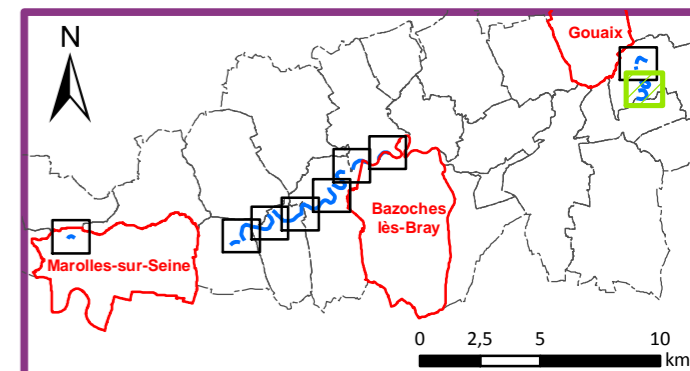 N
Gouaix
Bazoches
lès-Bray
Marolles-sur-Seine
0 2,5 5 10
km